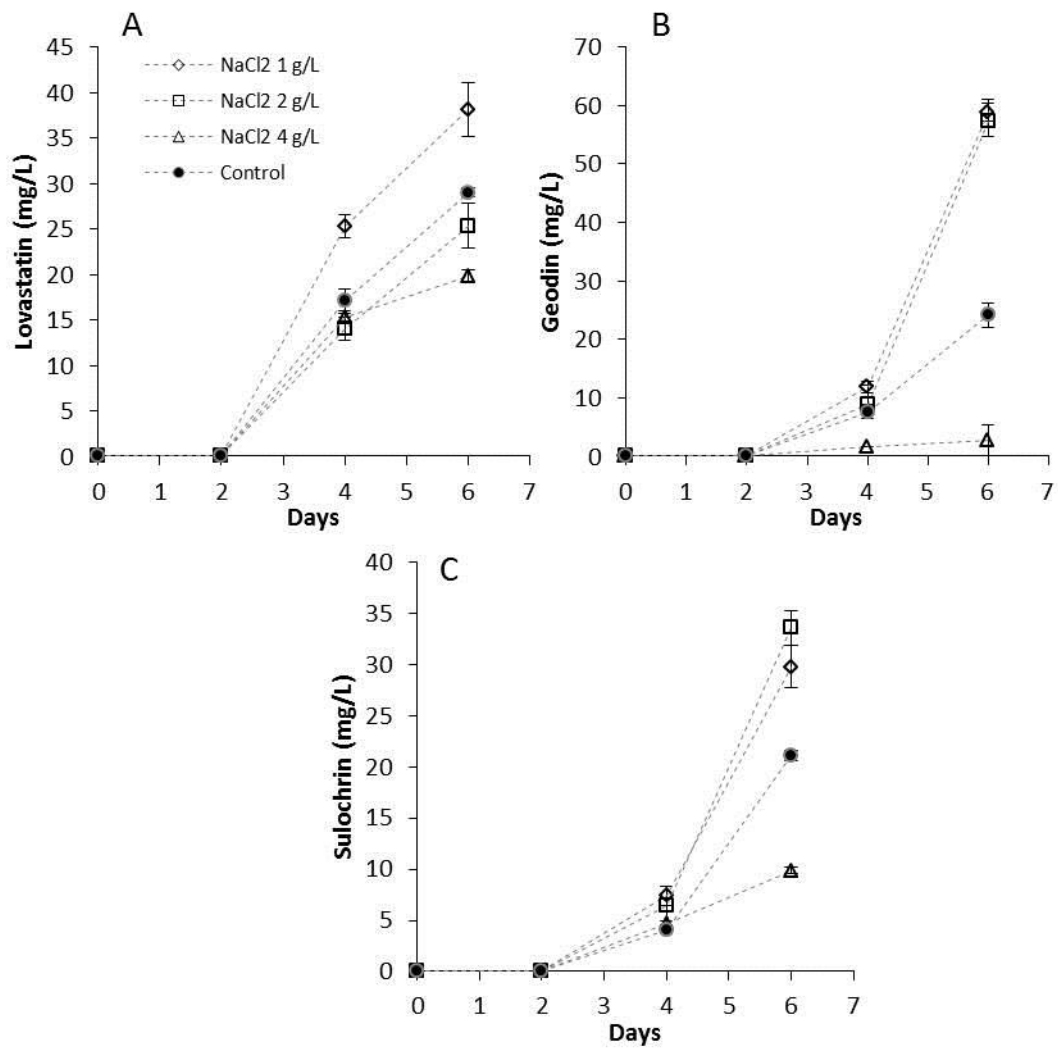 A
45
40
35
30
25
20
15
10
5
0
Lovastatin (mg/L)
NaCl2 1 g/L
NaCl2 2 g/L
NaCl2 4 g/L
Control
0 1 2 3 4 5 6 7
Days
B
70
60
50
40
30
20
10
0
Geodin (mg/L)
0 1 2 3 4 5 6 7
Days
C
40
35
30
25
20
15
10
5
0
Sulochrin (mg/L)
0 1 2 3 4 5 6 7
Days